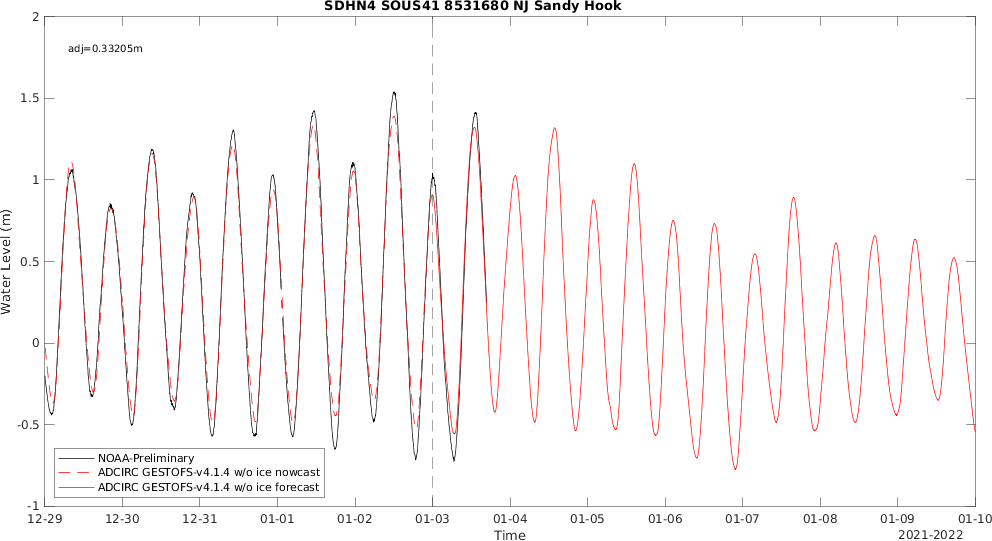 SDHN4 SOUS41 8531680 NJ Sandy Hook
adj=0.33205m
2
1.5
1
0.5
0
-0.5
-1
Water Level (m)
NOAA-Preliminary
ADCIRC GESTOFS-v4.1.4 w/o ice nowcast
ADCIRC GESTOFS-v4.1.4 w/o ice forecast
12-29 12-30 12-31 01-01 01-02 01-03 01-04 01-05 01-06 01-07 01-08 01-09 01-10
Time
2021-2022